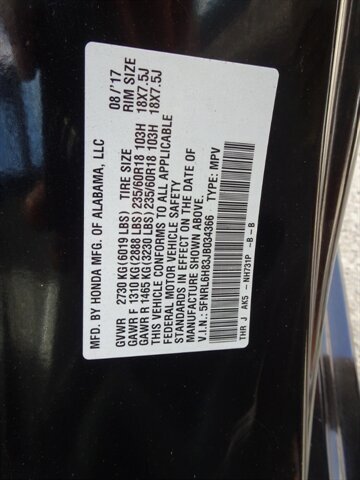 MFD. BY HONDA MFG. OF ALABAMA, LLC 08/'17
GVWR 2730 KG(6019 LBS) TIRE SIZE RIM SIZE
GAWR F 1310 KG(2888 LBS) 235/60R18 103H 18X7.5J
GAWR R 1465 KG(3230 LBS) 235/60R18 103H 18X7.5J
THIS VEHICLE CONFORMS TO ALL APPLICABLE
FEDERAL MOTOR VEHICLE SAFETY
STANDARDS IN EFFECT ON THE DATE OF
MANUFACTURE SHOWN ABOVE.
V.I.N.: 5FNRL6H83JB034366 TYPE: MPV
THR J AK5 - NH731P -B - B